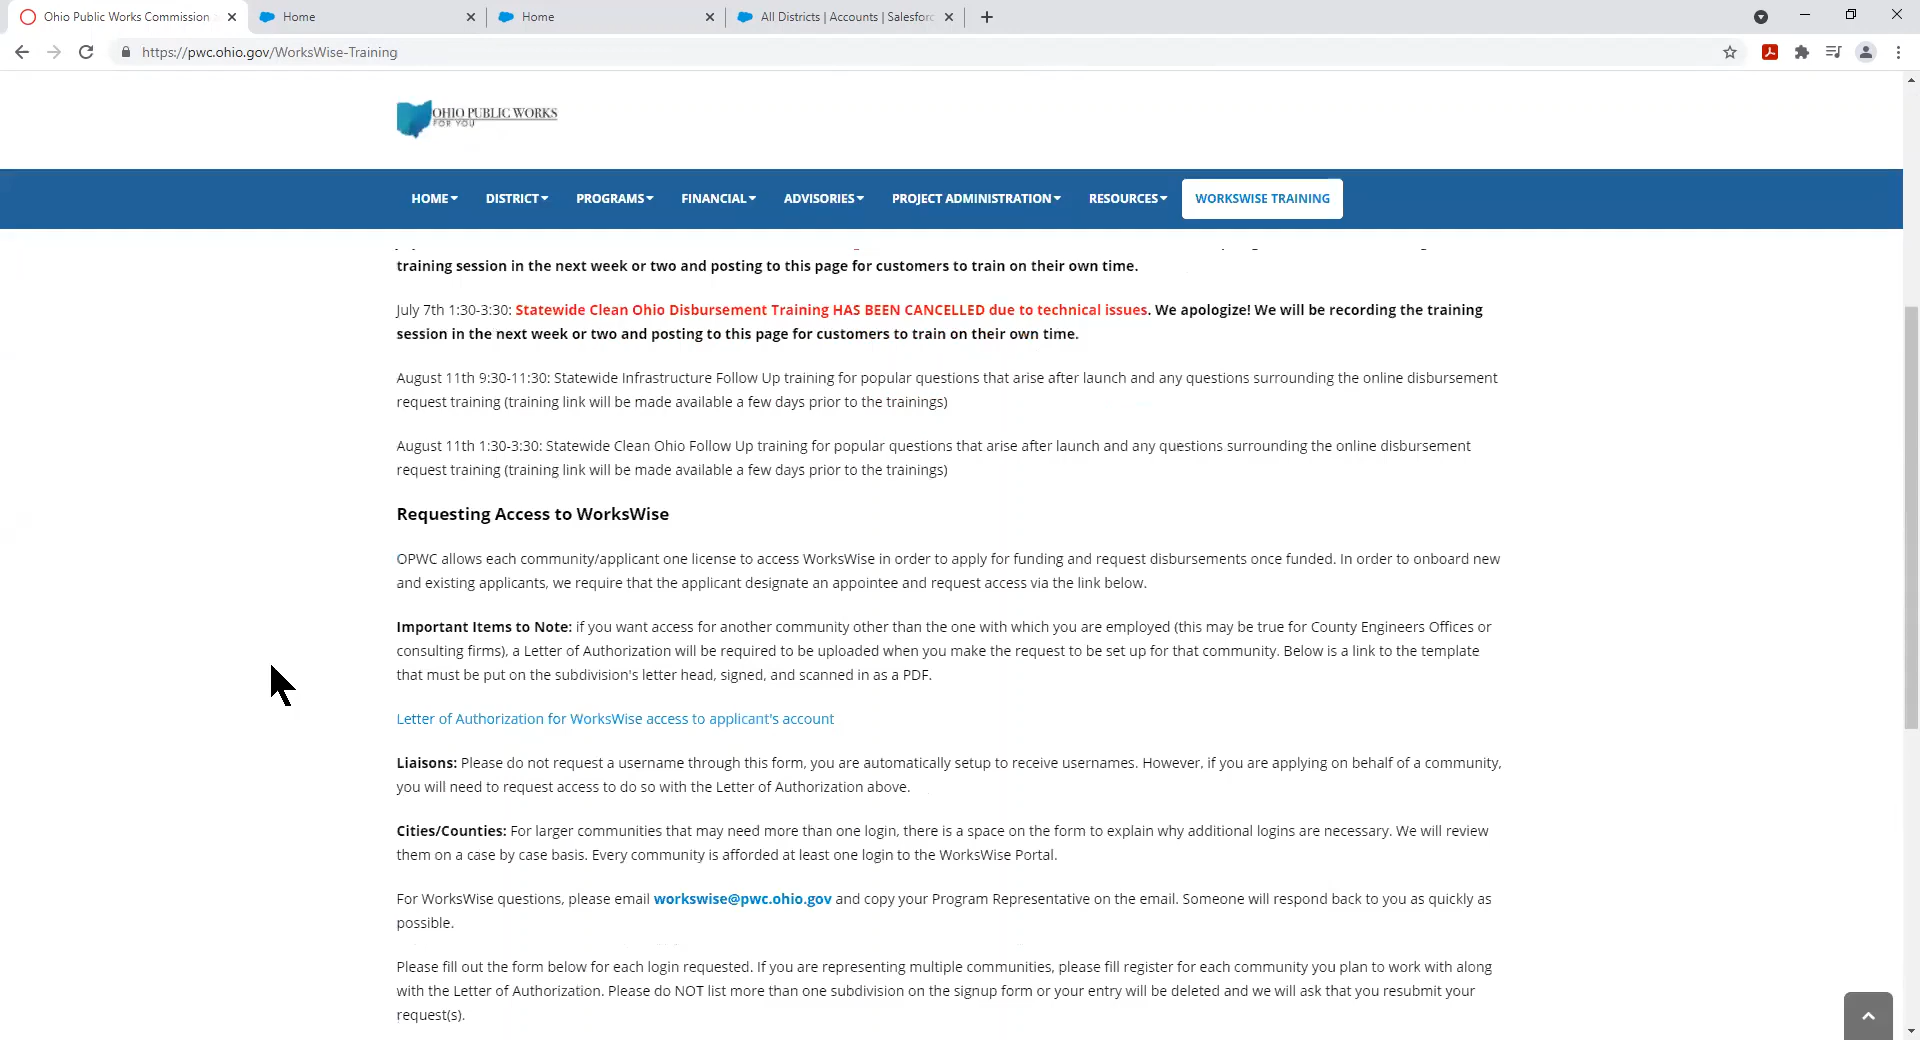 Ohio Public Works Commission
Home
Home
All Districts | Accounts | Salesforc
https://pwc.ohio.gov/WorksWise-Training
OHIO PUBLIC WORKS
FOR YOU
HOME DISTRICT PROGRAMS FINANCIAL ADVISORIES PROJECT ADMINISTRATION RESOURCES WORKSWISE TRAINING
training session in the next week or two and posting to this page for customers to train on their own time.
July 7th 1:30-3:30: Statewide Clean Ohio Disbursement Training HAS BEEN CANCELLED due to technical issues. We apologize! We will be recording the training
session in the next week or two and posting to this page for customers to train on their own time.
August 11th 9:30-11:30: Statewide Infrastructure Follow Up training for popular questions that arise after launch and any questions surrounding the online disbursement
request training (training link will be made available a few days prior to the trainings)
August 11th 1:30-3:30: Statewide Clean Ohio Follow Up training for popular questions that arise after launch and any questions surrounding the online disbursement
request training (training link will be made available a few days prior to the trainings)
Requesting Access to WorksWise
OPWC allows each community/applicant one license to access WorksWise in order to apply for funding and request disbursements once funded. In order to onboard new
and existing applicants, we require that the applicant designate an appointee and request access via the link below.
Important Items to Note: if you want access for another community other than the one with which you are employed (this may be true for County Engineers Offices or
consulting firms), a Letter of Authorization will be required to be uploaded when you make the request to be set up for that community. Below is a link to the template
that must be put on the subdivision's letter head, signed, and scanned in as a PDF.
Letter of Authorization for WorksWise access to applicant's account
Liaisons: Please do not request a username through this form, you are automatically setup to receive usernames. However, if you are applying on behalf of a community,
you will need to request access to do so with the Letter of Authorization above.
Cities/Counties: For larger communities that may need more than one login, there is a space on the form to explain why additional logins are necessary. We will review
them on a case by case basis. Every community is afforded at least one login to the WorksWise Portal.
For WorksWise questions, please email workswise@pwc.ohio.gov and copy your Program Representative on the email. Someone will respond back to you as quickly as
possible.
Please fill out the form below for each login requested. If you are representing multiple communities, please fill register for each community you plan to work with along
with the Letter of Authorization. Please do NOT list more than one subdivision on the signup form or your entry will be deleted and we will ask that you resubmit your
request(s).